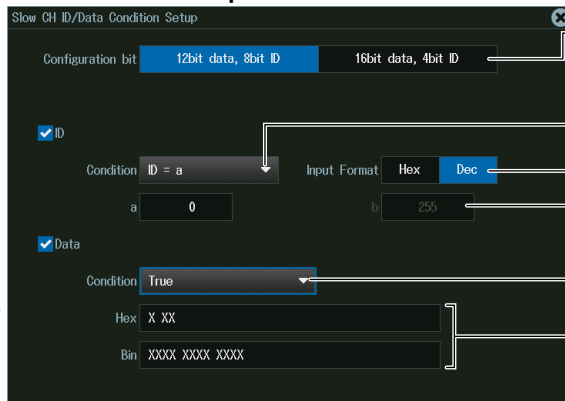 Slow CH ID/Data Condition Setup
Configuration bit 12bit data, 8bit ID 16bit data, 4bit ID
ID
Condition ID = a Input Format Hex Dec
a 0 b 255
Data
Condition True
Hex X XX
Bin XXXX XXXX XXXX